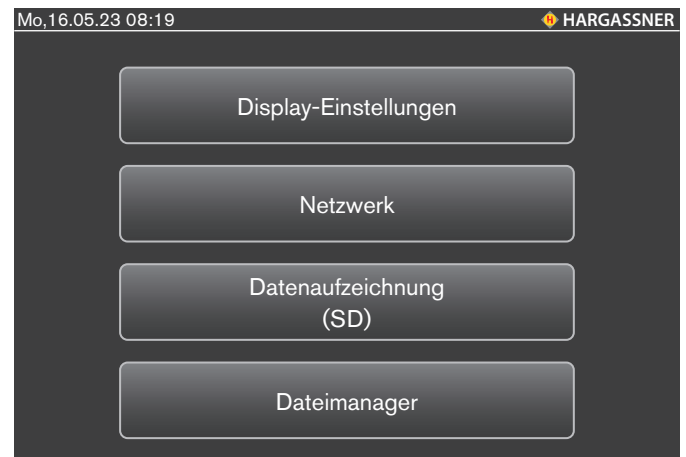 Mo,16.05.23 08:19 HARGASSNER
Display-Einstellungen
Netzwerk
Datenaufzeichnung
(SD)
Dateimanager